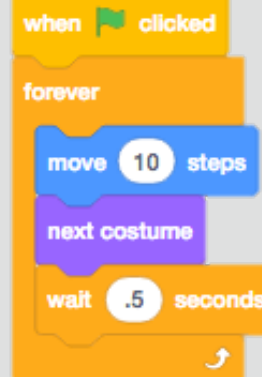 when clicked
forever
move 10 steps
next costume
wait .5 seconds